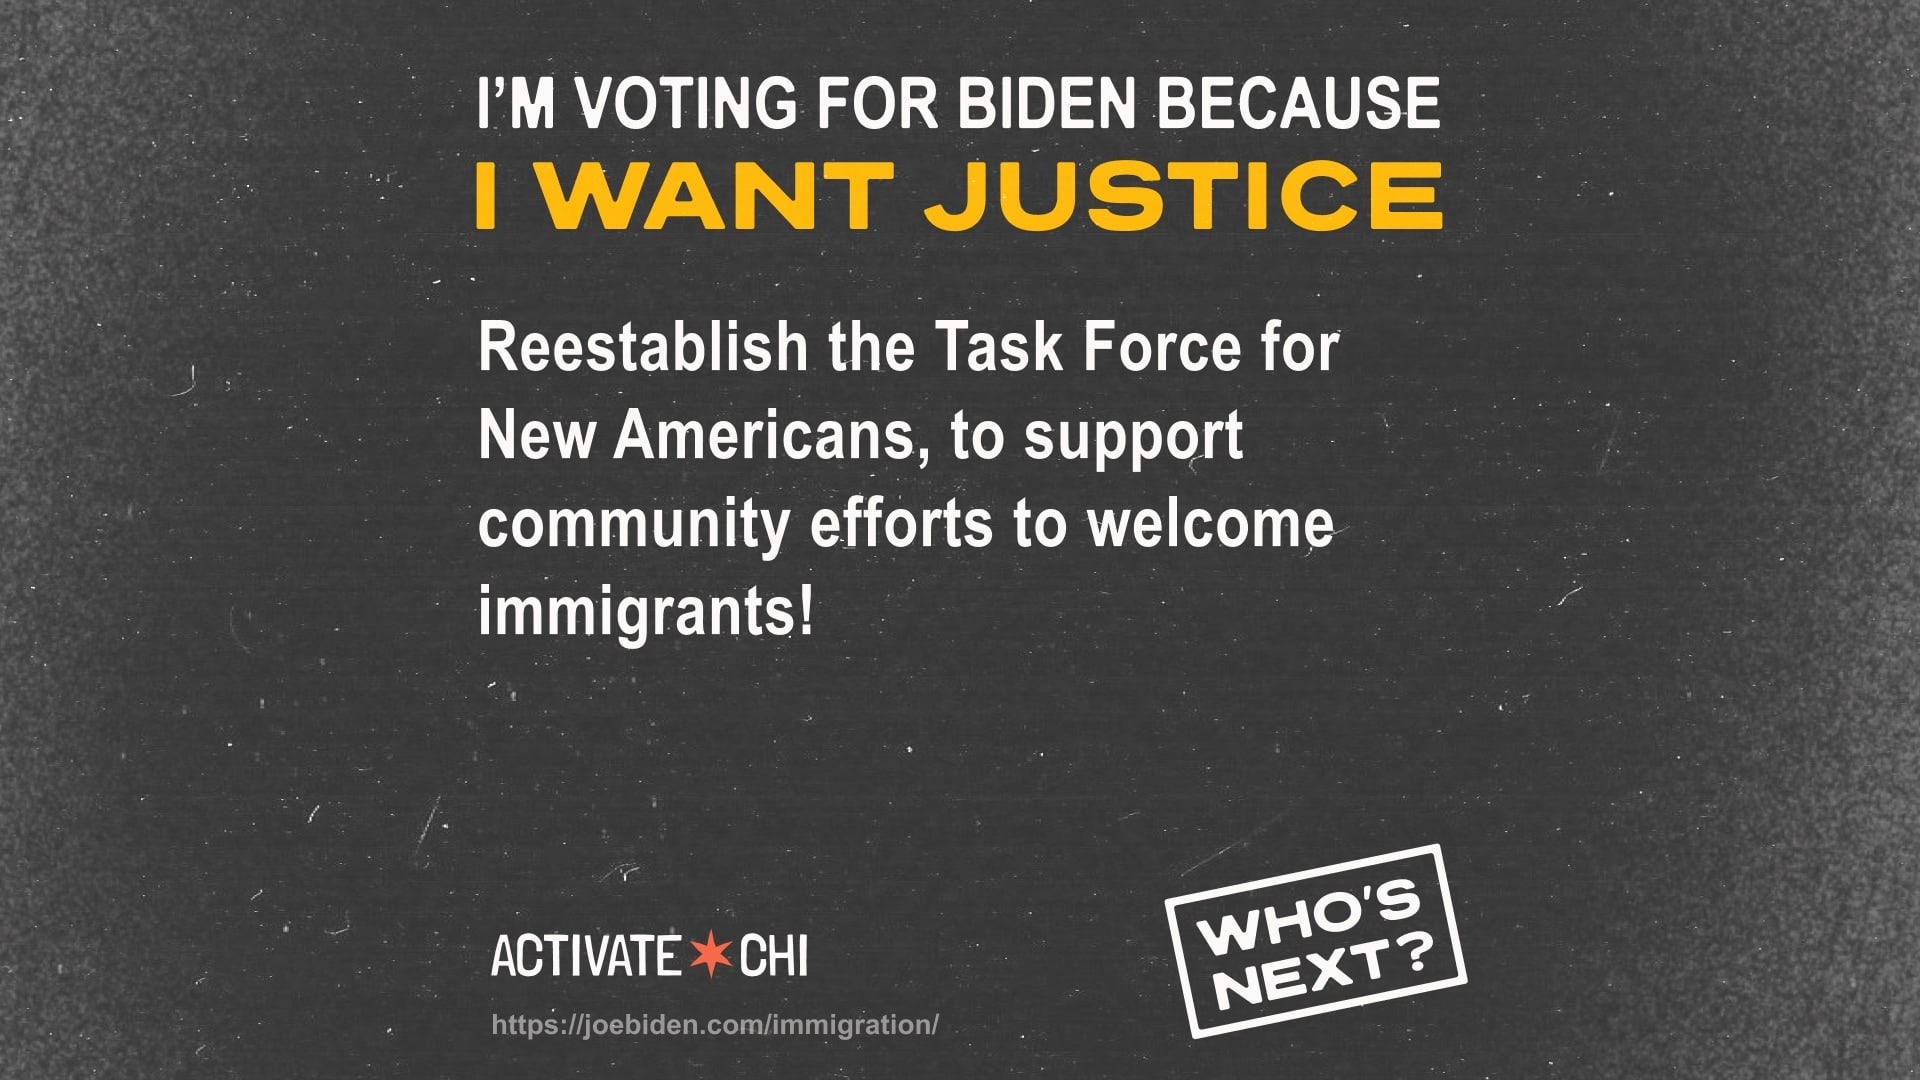 I'M VOTING FOR BIDEN BECAUSE
I WANT JUSTICE
Reestablish the Task Force for
New Americans, to support
community efforts to welcome
immigrants!
ACTIVATE CHI
https://joebiden.com/immigration/
WHO'S
NEXT?